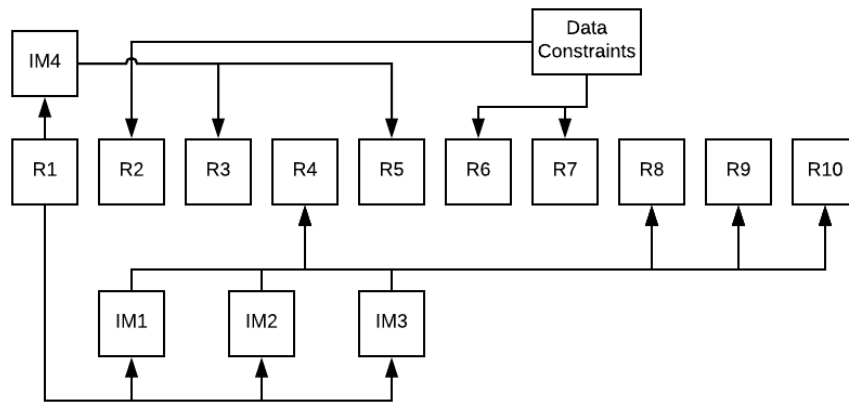 Data
Constraints
IM4
R1
R2
R3
R4
R5
R6
R7
R8
R9
R10
IM1
IM2
IM3